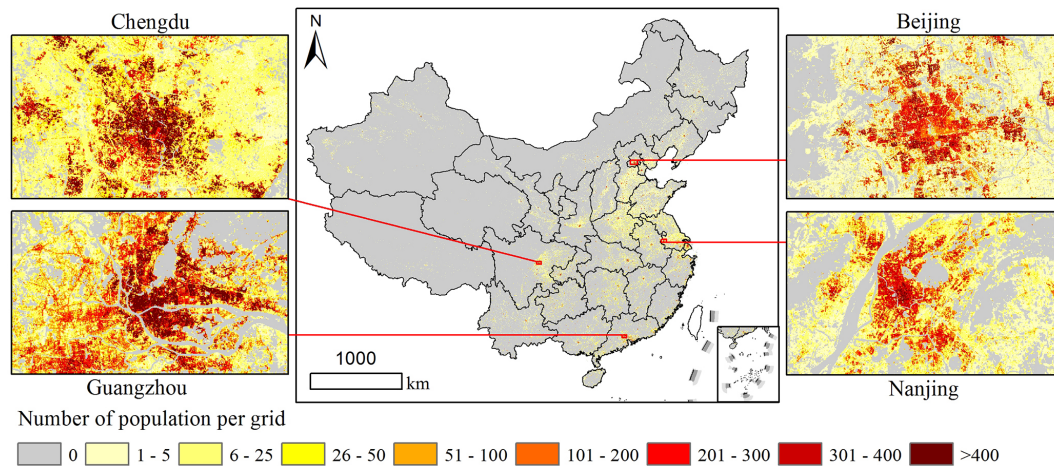 Chengdu
N
Beijing
1000
km
Guangzhou
Nanjing
Number of population per grid
0
1 - 5
6 - 25
26 - 50
51 - 100
101 - 200
201 - 300
301 - 400
>400